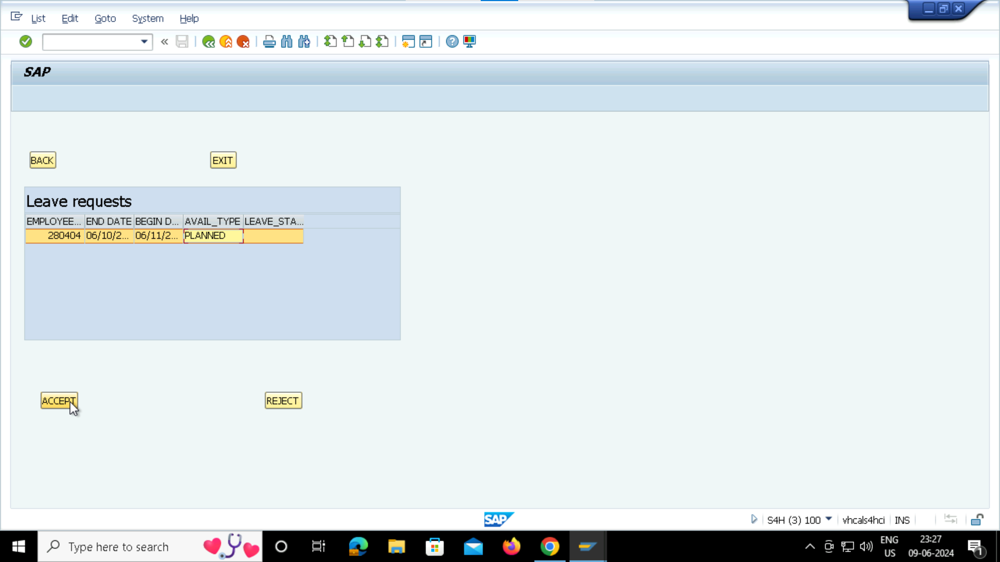 List Edit Goto System Help
SAP
BACK EXIT
Leave requests
EMPLOYEE... END DATE BEGIN D... AVAIL_TYPE LEAVE_STA...
280404 06/10/2... 06/11/2... PLANNED
ACCEPT REJECT
SAP S4H (3) 100 vhcals4hci INS
Type here to search ENG 23:27
US 09-06-2024 1